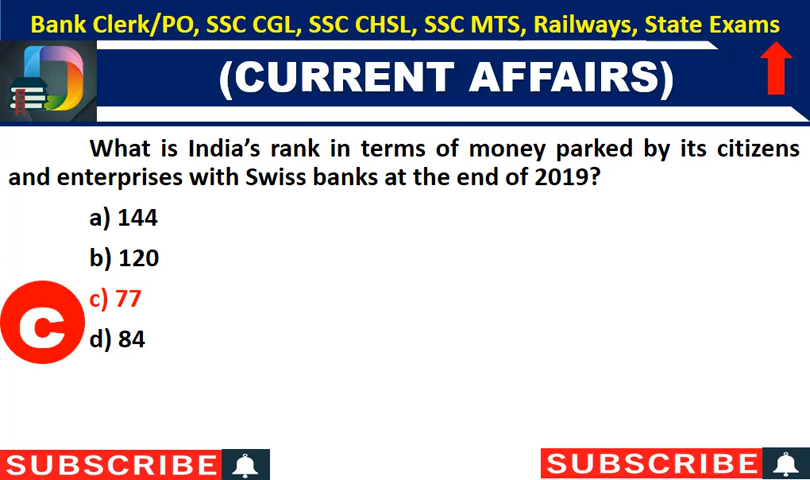 Bank Clerk/PO, SSC CGL, SSC CHSL, SSC MTS, Railways, State Exams
(CURRENT AFFAIRS)
What is India's rank in terms of money parked by its citizens
and enterprises with Swiss banks at the end of 2019?
a) 144
b) 120
c) 77
C
d) 84
SUBSCRIBE
SUBSCRIBE